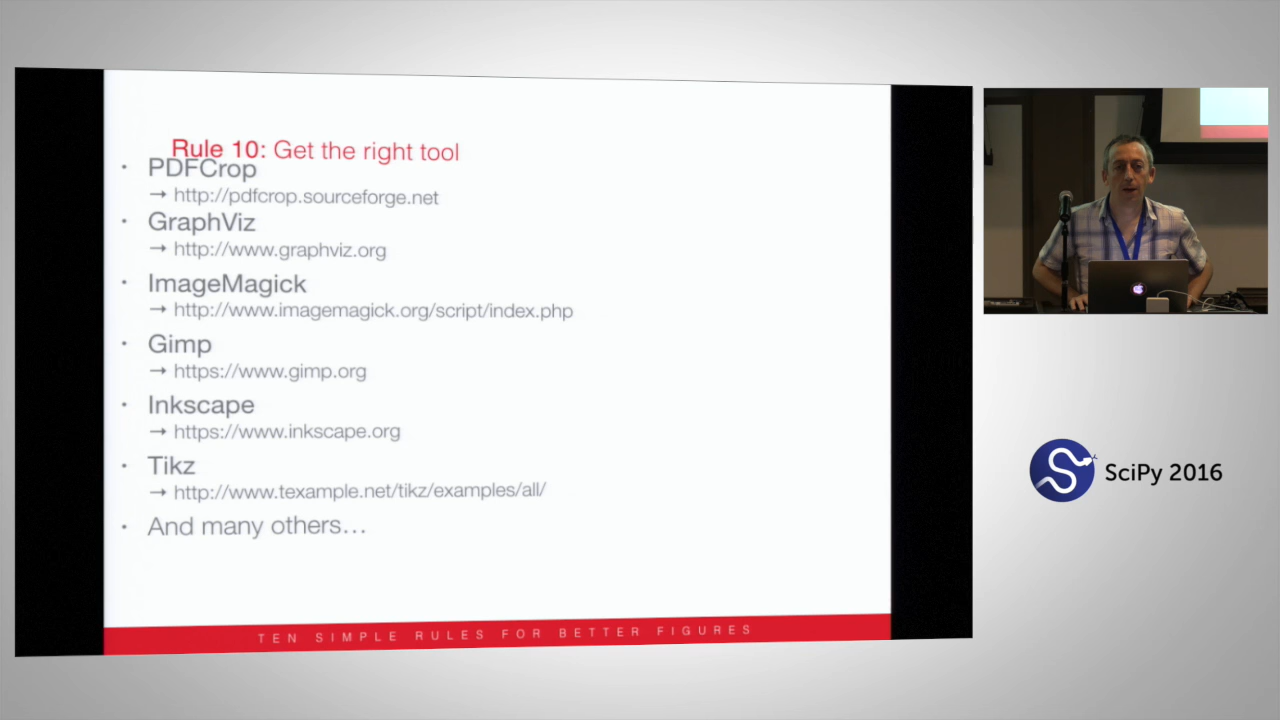 Rule 10: Get the right tool
• PDFCrop
→ http://pdfcrop.sourceforge.net
• GraphViz
→ http://www.graphviz.org
• ImageMagick
→ http://www.imagemagick.org/script/index.php
• Gimp
→ https://www.gimp.org
• Inkscape
→ https://www.inkscape.org
• Tikz
→ http://www.texample.net/tikz/examples/all/
• And many others...
TEN SIMPLE RULES FOR BETTER FIGURES
SciPy 2016